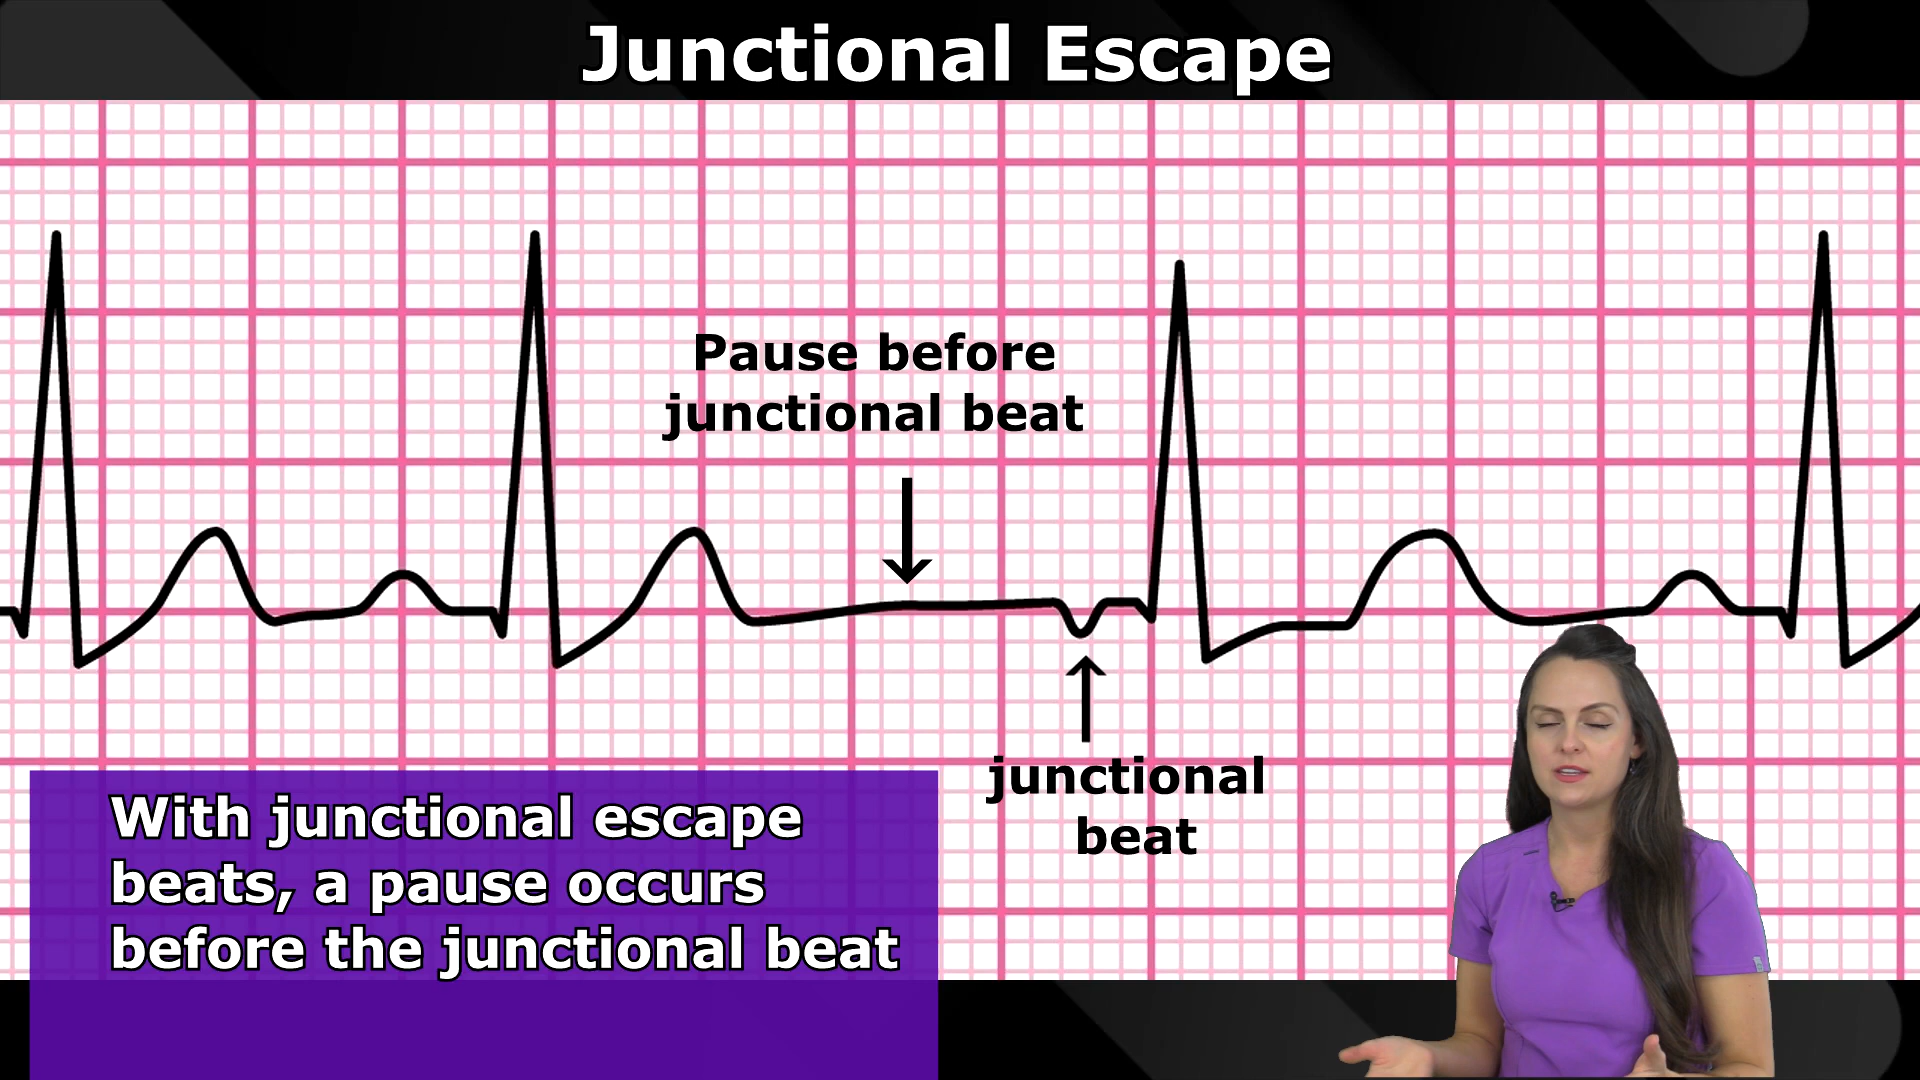 Junctional Escape
Pause before
junctional beat
junctional
beat
With junctional escape
beats, a pause occurs
before the junctional beat